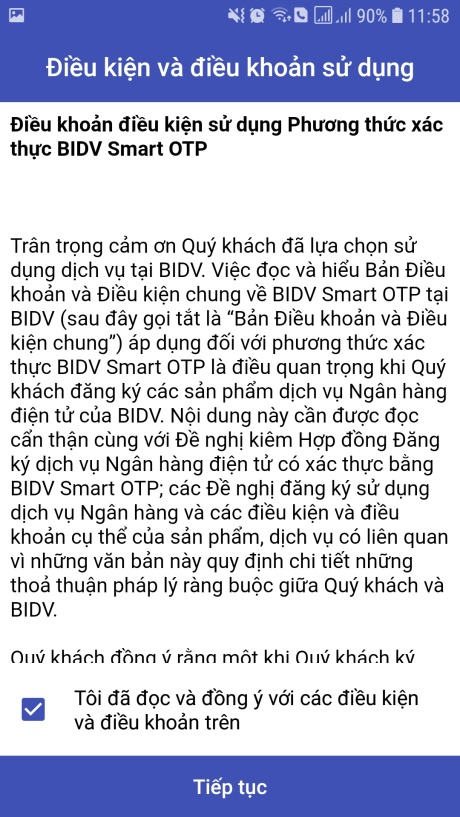 90% 11:58
Điều kiện và điều khoản sử dụng
Điều khoản điều kiện sử dụng Phương thức xác
thực BIDV Smart OTP
Trân trọng cảm ơn Quý khách đã lựa chọn sử
dụng dịch vụ tại BIDV. Việc đọc và hiểu Bản Điều
khoản và Điều kiện chung về BIDV Smart OTP tại
BIDV (sau đây gọi tắt là “Bản Điều khoản và Điều
kiện chung”) áp dụng đối với phương thức xác
thực BIDV Smart OTP là điều quan trọng khi Quý
khách đăng ký các sản phẩm dịch vụ Ngân hàng
điện tử của BIDV. Nội dung này cần được đọc
cẩn thận cùng với Đề nghị kiêm Hợp đồng Đăng
ký dịch vụ Ngân hàng điện tử có xác thực bằng
BIDV Smart OTP; các Đề nghị đăng ký sử dụng
dịch vụ Ngân hàng và các điều kiện và điều
khoản cụ thể của sản phẩm, dịch vụ có liên quan
vì những văn bản này quy định chi tiết những
thoả thuận pháp lý ràng buộc giữa Quý khách và
BIDV.
Quý khách đồng ý rằng một khi Quý khách ký
Tôi đã đọc và đồng ý với các điều kiện
và điều khoản trên
Tiếp tục